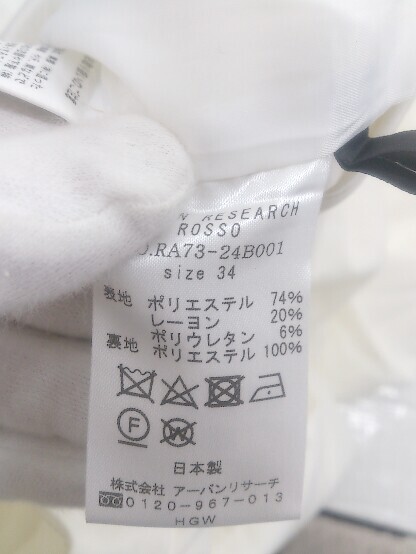 RESEARCH
ROSSO
.RA73-24B001
size 34
表地 ポリエステル 74%
レーヨン 20%
ポリウレタン 6%
裏地 ポリエステル 100%
F
W
日本製
株式会社 アーバンリサーチ
0120-967-013
HGW